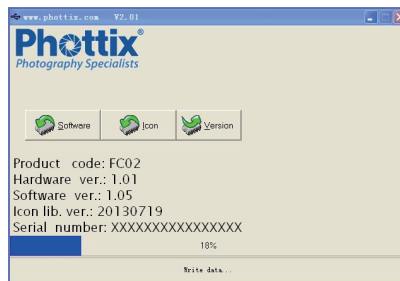 www.phottix.com V2.01
Phottix®
Photography Specialists
Software Icon Version
Product code: FC02
Hardware ver.: 1.01
Software ver.: 1.05
Icon lib. ver.: 20130719
Serial number: XXXXXXXXXXXXXXXX
18%
Write data...